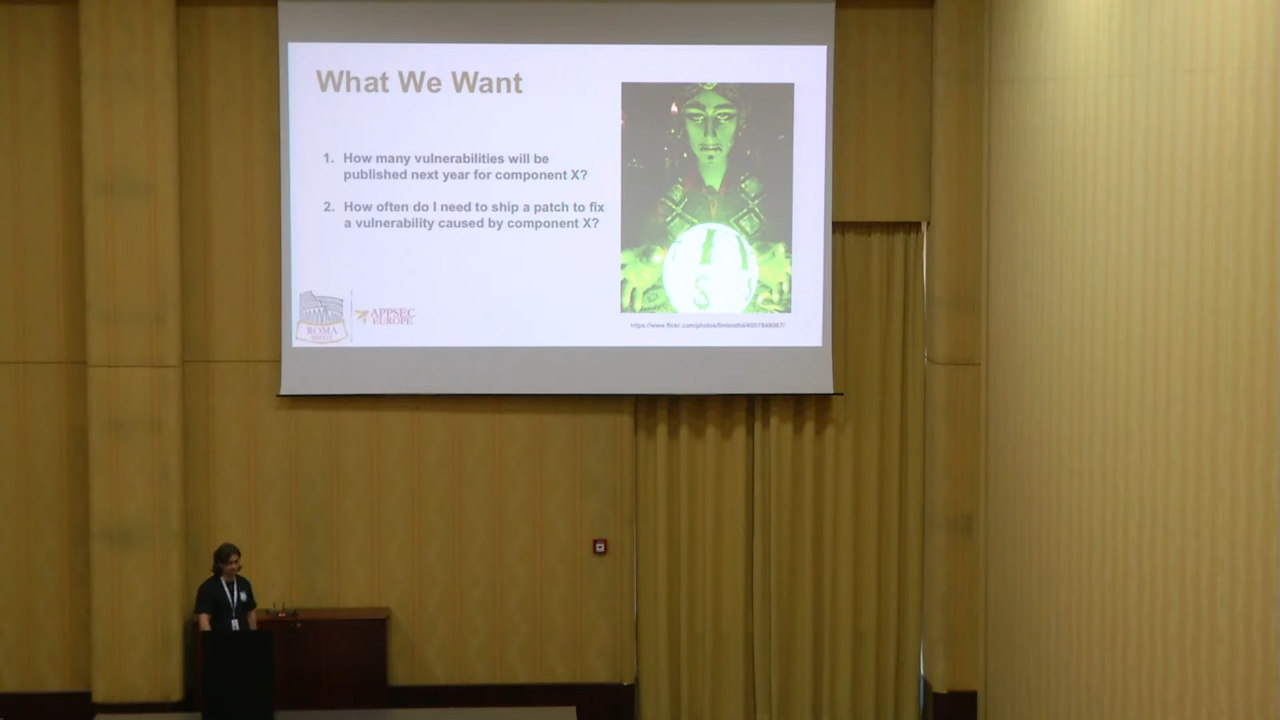 What We Want
1. How many vulnerabilities will be
published next year for component X?
2. How often do I need to ship a patch to fix
a vulnerability caused by component X?
ROMA
APPSEC
EUROPE